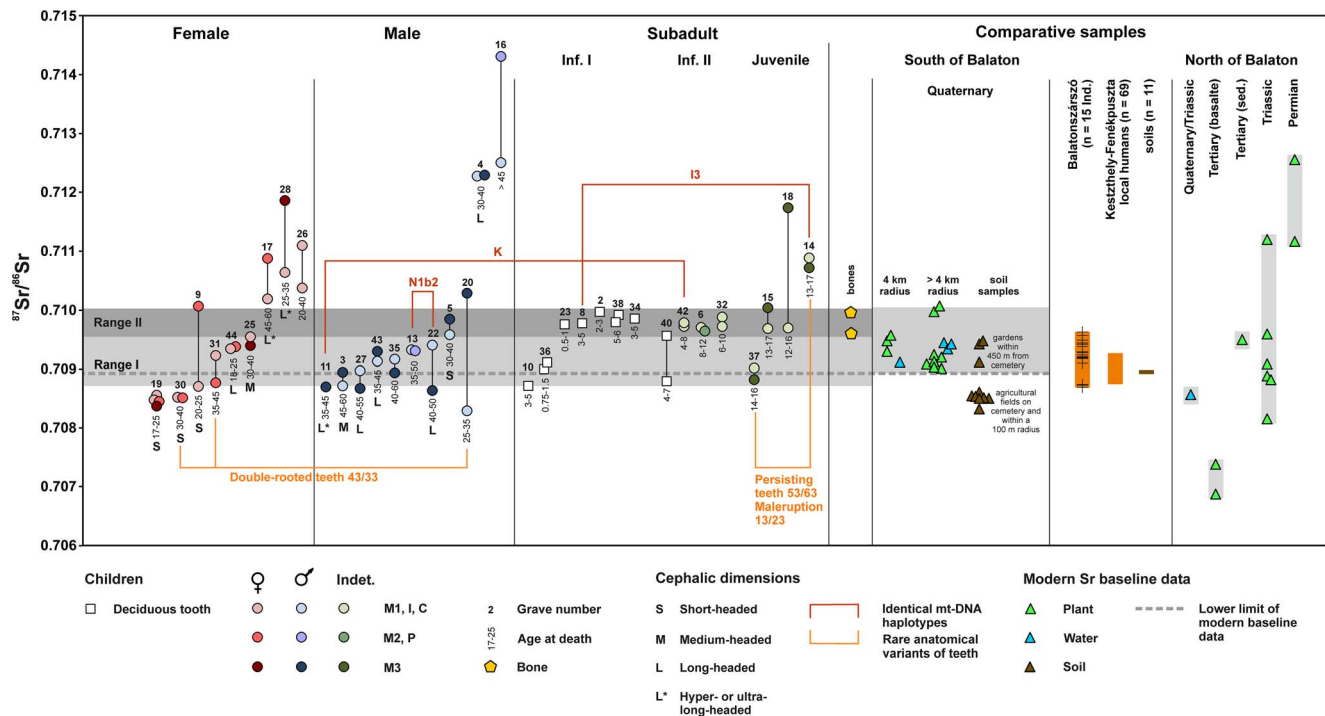 0.715
0.714
0.713
0.712
0.711
0.710
0.709
0.708
0.707
0.706
87Sr/86Sr
Female
Male
Subadult
Comparative samples
Inf. I
Inf. II
Juvenile
South of Balaton
North of Balaton
Quaternary
Balatonszárszó
(n = 15 Ind.)
Kestzthely-Fenékpuszta
local humans (n = 69)
soils (n = 11)
Quaternary/Triassic
Tertiary (basalte)
Tertiary (sed.)
Triassic
Permian
Range II
Range I
19
17-25
S
30
30-40
S
9
20-25
S
31
35-45
44
18-25
L
25
30-40
M
17
45-60
L*
28
25-35
L*
26
20-40
11
35-45
L*
3
45-60
M
27
40-55
L
43
35-45
L
35
40-60
13
35-50
22
40-50
L
5
30-40
S
20
25-35
4
30-40
L
16
> 45
K
N1b2
I3
10
3-5
36
0.75-1.5
23
0.5-1
8
3-5
2
2-3
38
5-6
34
3-5
40
4-7
42
4-8
6
8-12
32
6-10
37
14-16
15
13-17
18
12-16
14
13-17
bones
4 km
radius
> 4 km
radius
soil
samples
gardens
within
450 m from
cemetery
agricultural
fields on
cemetery and
within a
100 m radius
Double-rooted teeth 43/33
Persisting
teeth 53/63
Maleruption
13/23
Children
Deciduous tooth
♀
♂
Indet.
M1, I, C
M2, P
M3
2
Grave number
17-25
Age at death
Bone
Cephalic dimensions
S
Short-headed
M
Medium-headed
L
Long-headed
L*
Hyper- or ultra-
long-headed
Identical mt-DNA
haplotypes
Rare anatomical
variants of teeth
Modern Sr baseline data
Plant
Water
Soil
Lower limit of
modern baseline
data